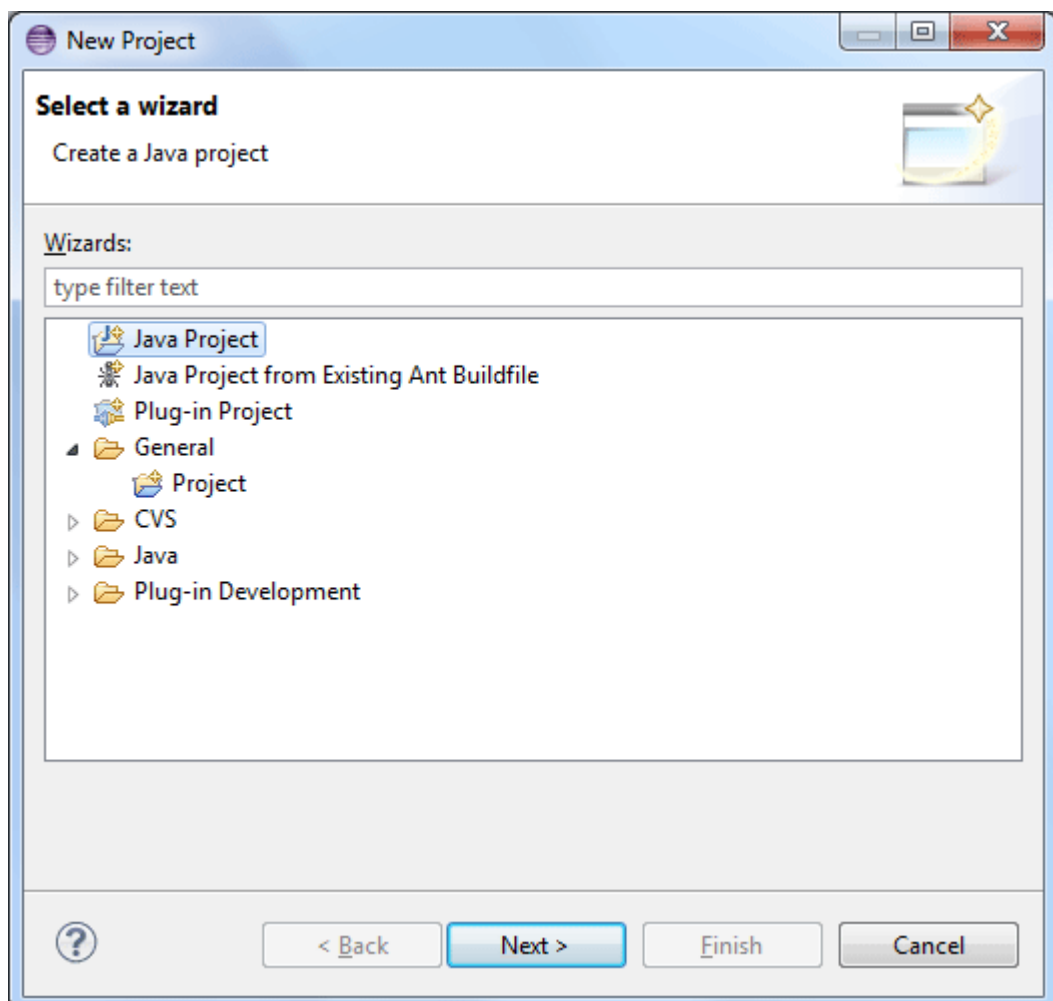 New Project
Select a wizard
Create a Java project
Wizards:
type filter text
Java Project
Java Project from Existing Ant Buildfile
Plug-in Project
General
Project
CVS
Java
Plug-in Development
? < Back Next > Finish Cancel